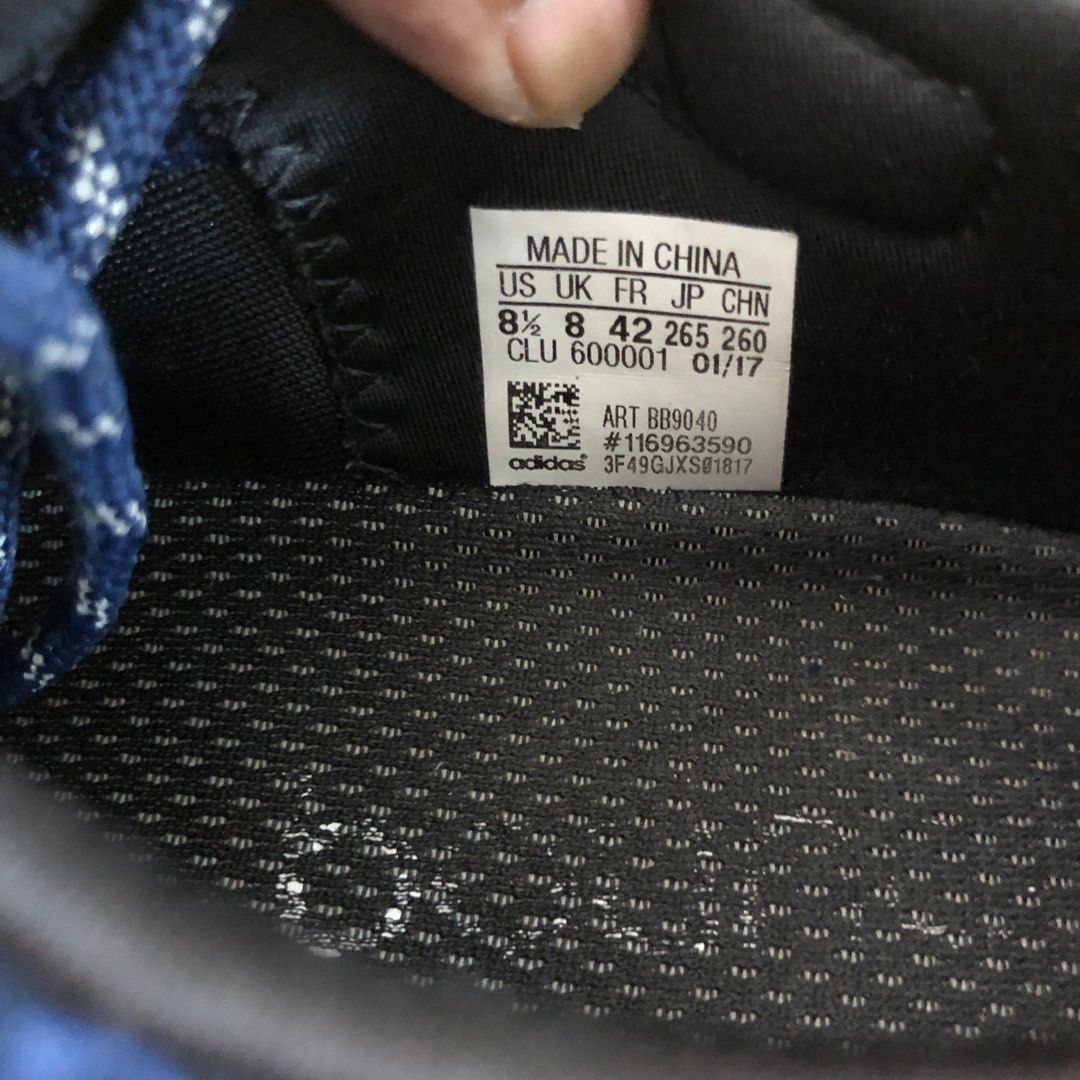 MADE IN CHINA
US UK FR JP CHN
8½ 8 42 265 260
CLU 600001 01/17
ART BB9040
#116963590
adidas 3F49GJXSØ1817